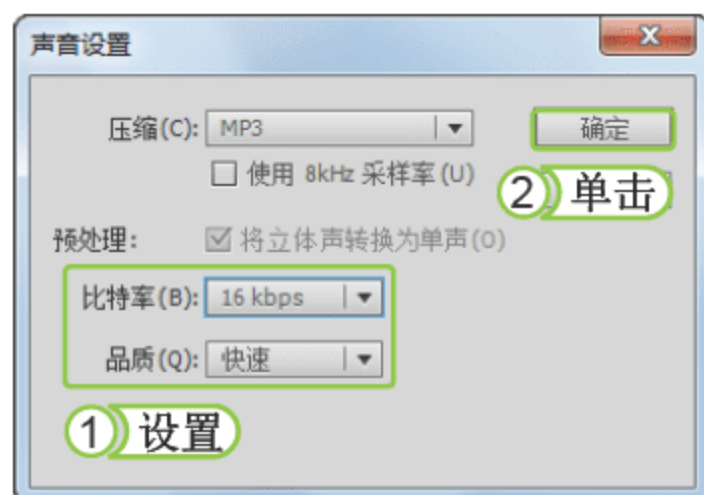 声音设置
压缩(C): MP3 确定
使用 8kHz 采样率(U)
② 单击
预处理: 将立体声转换为单声(O)
比特率(B): 16 kbps
品质(Q): 快速
① 设置